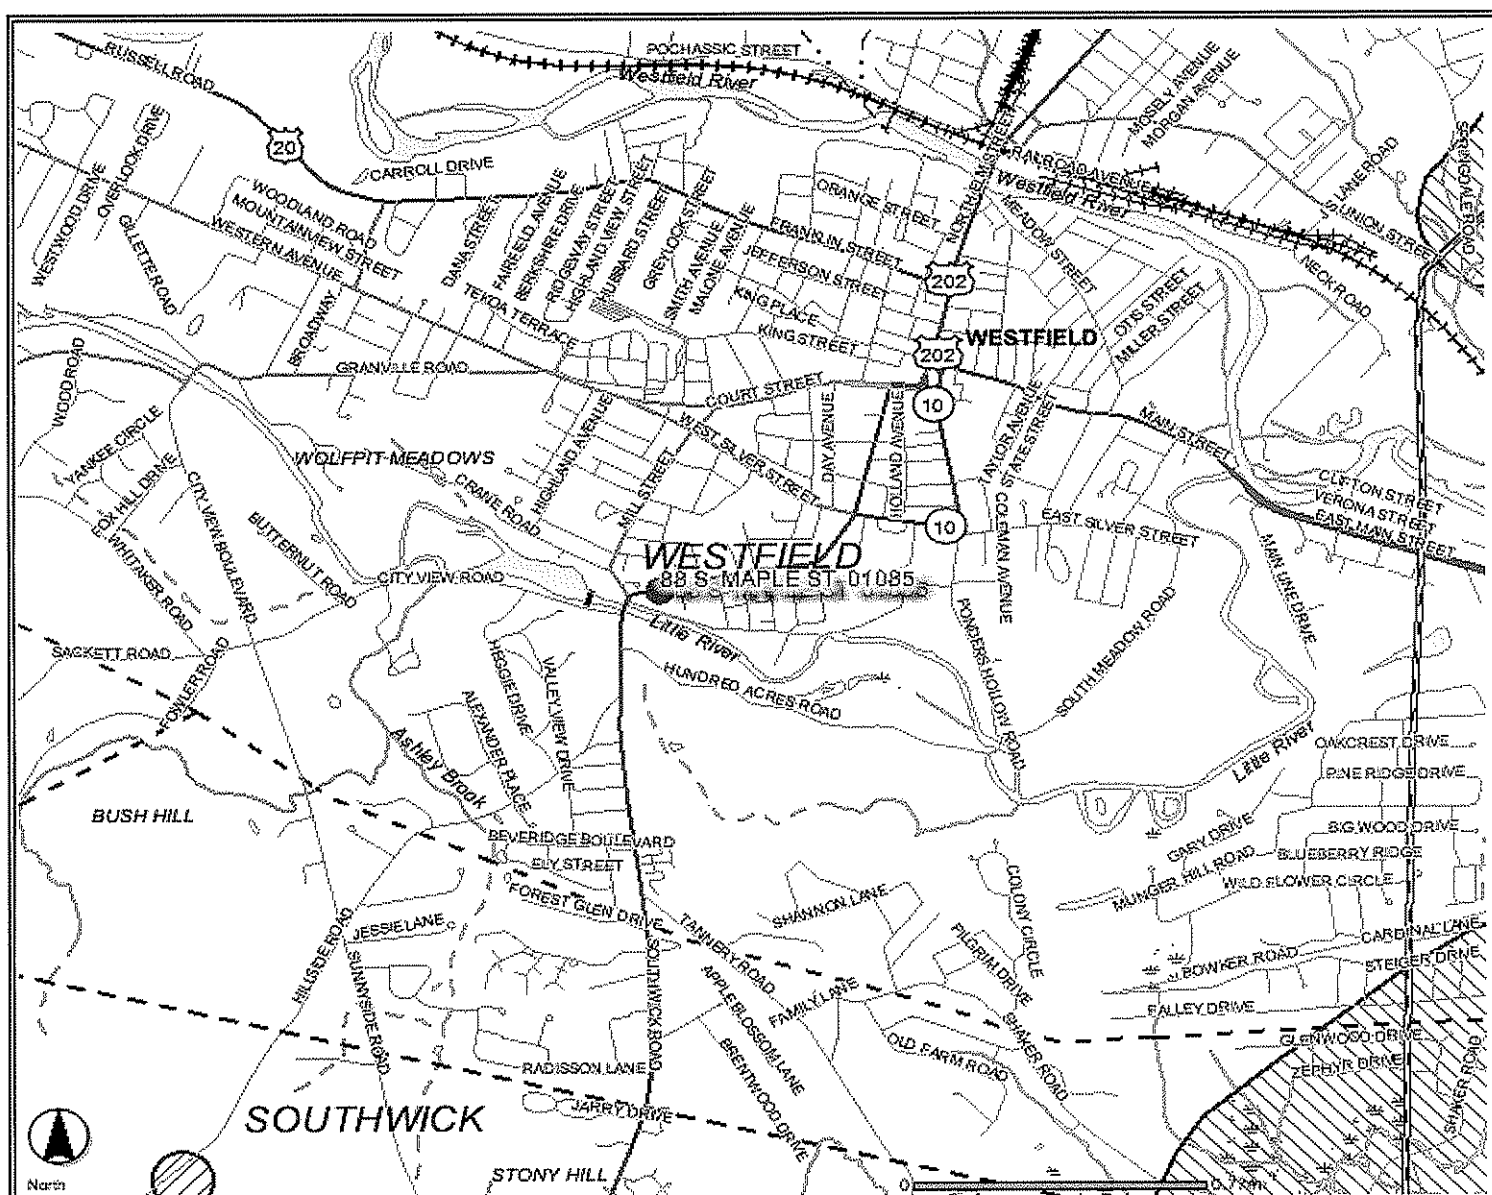 POCHASSIC STREET
RUSSELL ROAD
Westfield River
MOSELY AVENUE
MORGAN AVENUE
20
CARROLL DRIVE
RAILROAD AVENUE
Westfield River
LANE ROAD
UNION STREET
OVERLOCK DRIVE
WESTWOOD DRIVE
WOODLAND ROAD
MOUNTAINVIEW STREET
WESTERN AVENUE
GILLETTE ROAD
DANA STREET
FAIRFIELD AVENUE
BERKSHIRE DRIVE
RIDGWAY STREET
HIGHLAND VIEW STREET
HUBBARD STREET
GREYLOCK STREET
SMITH AVENUE
MALONE AVENUE
ORANGE STREET
FRANKLIN STREET
JEFFERSON STREET
KING PLACE
KING STREET
NORTH ELM STREET
MEADOW STREET
NECK ROAD
202
OTIS STREET
MILLER STREET
BROADWAY
TEKOA TERRACE
202
WESTFIELD
WOOD ROAD
GRANVILLE ROAD
COURT STREET
10
YANKEE CIRCLE
FOX HILL DRIVE
WOLFPIT MEADOWS
HIGHLAND AVENUE
WEST SILVER STREET
DAY AVENUE
HOLLAND AVENUE
TAYLOR AVENUE
STATE STREET
MAIN STREET
CLIFTON STREET
VERONA STREET
EAST MAIN STREET
CITY VIEW BOULEVARD
CRANE ROAD
MILL STREET
10
COLEMAN AVENUE
EAST SILVER STREET
E. WHITAKER ROAD
BUTTERNUT ROAD
CITY VIEW ROAD
WESTFIELD
88 S. MAPLE ST, 01085
MAIN LINE DRIVE
SACKETT ROAD
FOWLER ROAD
Little River
HUNDRED ACRES ROAD
PONDERS HOLLOW ROAD
SOUTH MEADOW ROAD
HEGGIE DRIVE
VALLEY VIEW DRIVE
ALEXANDER PLACE
Ashley Brook
Little River
OAKCREST DRIVE
PINE RIDGE DRIVE
BUSH HILL
BEVERIDGE BOULEVARD
ELY STREET
FOREST GLEN DRIVE
GARY DRIVE
BIG WOOD DRIVE
BLUEBERRY RIDGE
MUNGER HILL ROAD
WILD FLOWER CIRCLE
COLONY CIRCLE
SHANNON LANE
JESSIE LANE
HILLSIDE ROAD
SUNNYSIDE ROAD
SOUTHWICK ROAD
TANNERY ROAD
PILGRIM DRIVE
CARDINAL LANE
BOWKER ROAD
STEIGER DRIVE
FAMILY LANE
APPLE BLOSSOM LANE
FALLEY DRIVE
SHAKER ROAD
OLD FARM ROAD
GLENWOOD DRIVE
ZEPHYR DRIVE
BRENTWOOD DRIVE
RADISSON LANE
JARRY DRIVE
SHAKER ROAD
SOUTHWICK
STONY HILL
North
0